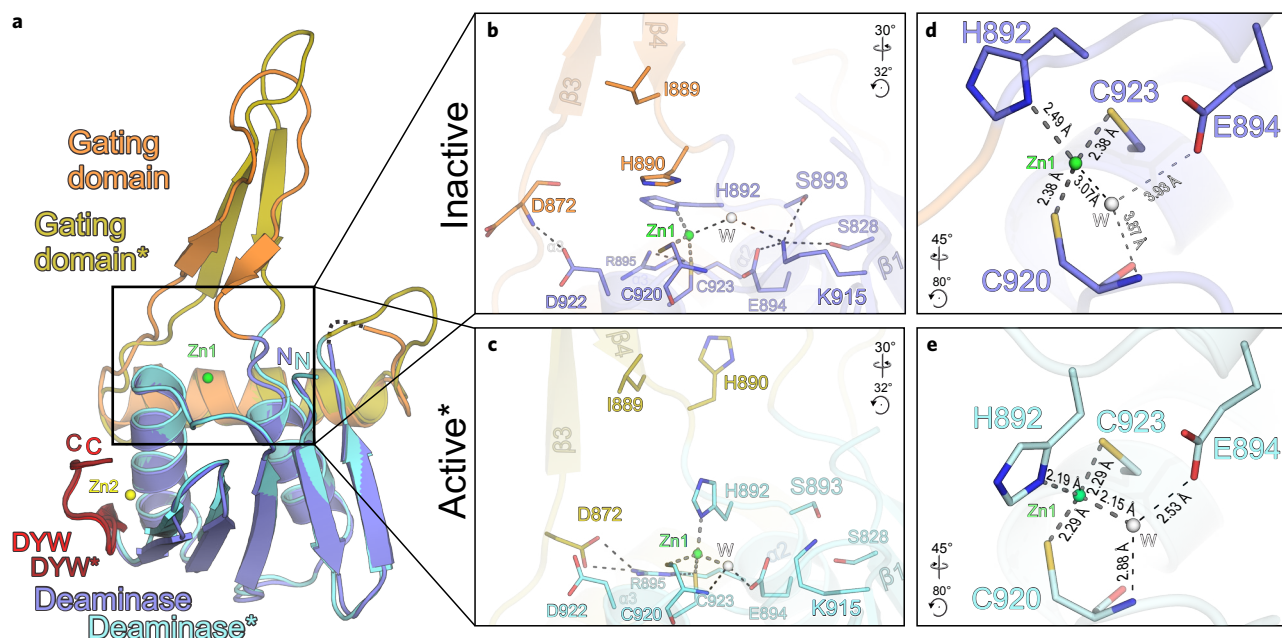 a
Gating
domain
Gating
domain*
Zn1
N
N
C
C
Zn2
DYW
DYW*
Deaminase
Deaminase*
Inactive
b
β3
β4
I889
30°
32°
H890
H892
S893
D872
Zn1
W
S828
α3
R895
α2
β1
D922
C920
C923
E894
K915
Active*
c
β4
β3
I889
H890
30°
32°
H892
S893
D872
Zn1
W
α2
S828
R895
β1
α3
D922
C920
C923
E894
K915
d
H892
C923
E894
2.49 Å
2.38 Å
Zn1
2.38 Å
3.07Å
3.93 Å
W
3.87 Å
45°
80°
C920
e
H892
C923
E894
2.19 Å
2.29 Å
2.15 Å
Zn1
2.29 Å
2.53 Å
W
2.88 Å
45°
80°
C920